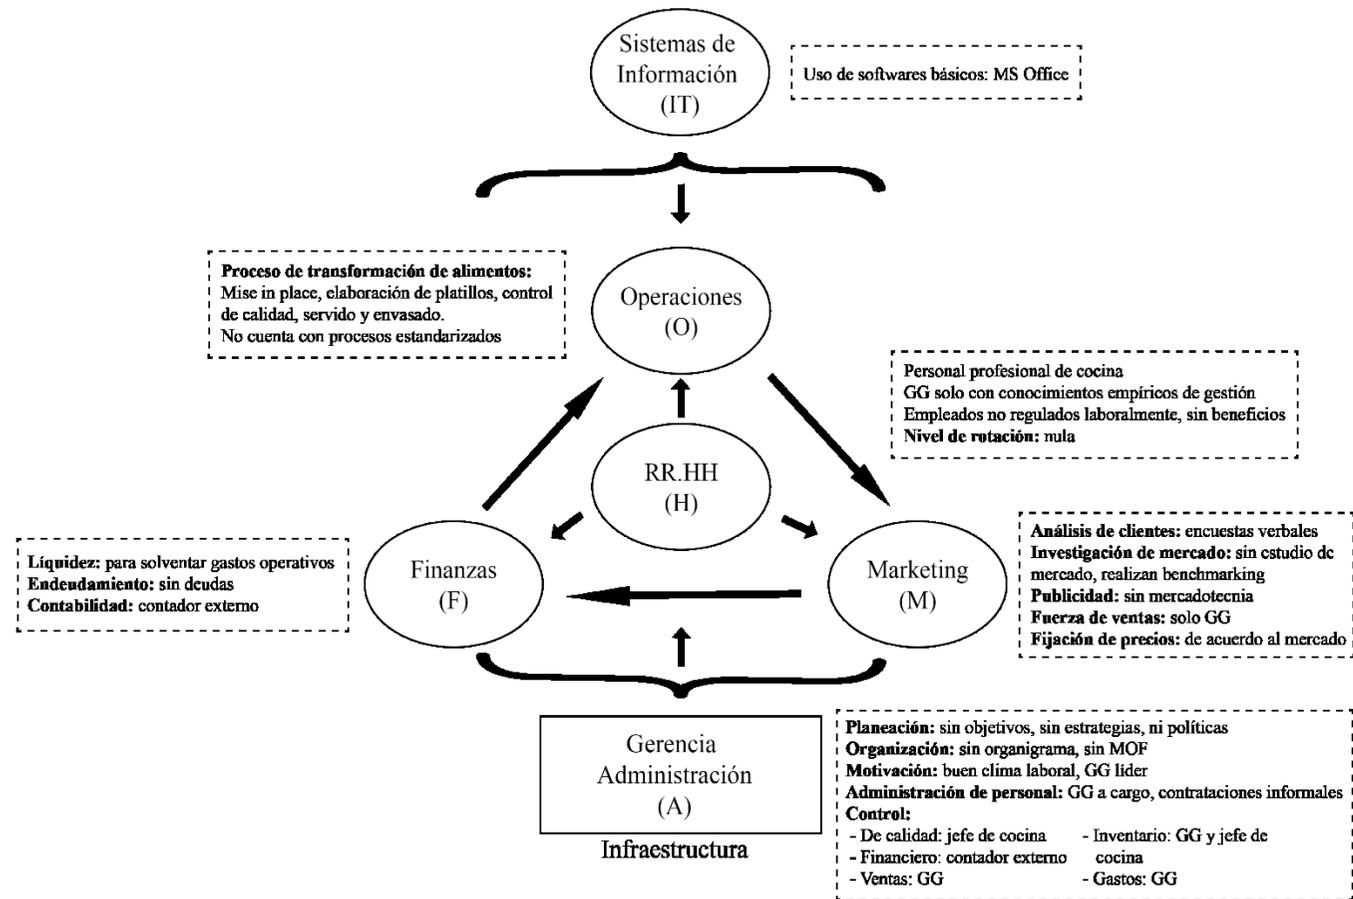 Sistemas de
Información
(IT)
Uso de softwares básicos: MS Office
Proceso de transformación de alimentos:
Mise in place, elaboración de platillos, control
de calidad, servido y envasado.
No cuenta con procesos estandarizados
Operaciones
(O)
Personal profesional de cocina
GG solo con conocimientos empíricos de gestión
Empleados no regulados laboralmente, sin beneficios
Nivel de rotación: nula
RR.HH
(H)
Líquidez: para solventar gastos operativos
Endeudamiento: sin deudas
Contabilidad: contador externo
Finanzas
(F)
Marketing
(M)
Análisis de clientes: encuestas verbales
Investigación de mercado: sin estudio de
mercado, realizan benchmarking
Publicidad: sin mercadotecnia
Fuerza de ventas: solo GG
Fijación de precios: de acuerdo al mercado
Gerencia
Administración
(A)
Infraestructura
Planeación: sin objetivos, sin estrategias, ni políticas
Organización: sin organigrama, sin MOF
Motivación: buen clima laboral, GG líder
Administración de personal: GG a cargo, contrataciones informales
Control:
- De calidad: jefe de cocina
- Financiero: contador externo
- Ventas: GG
- Inventario: GG y jefe de
cocina
- Gastos: GG